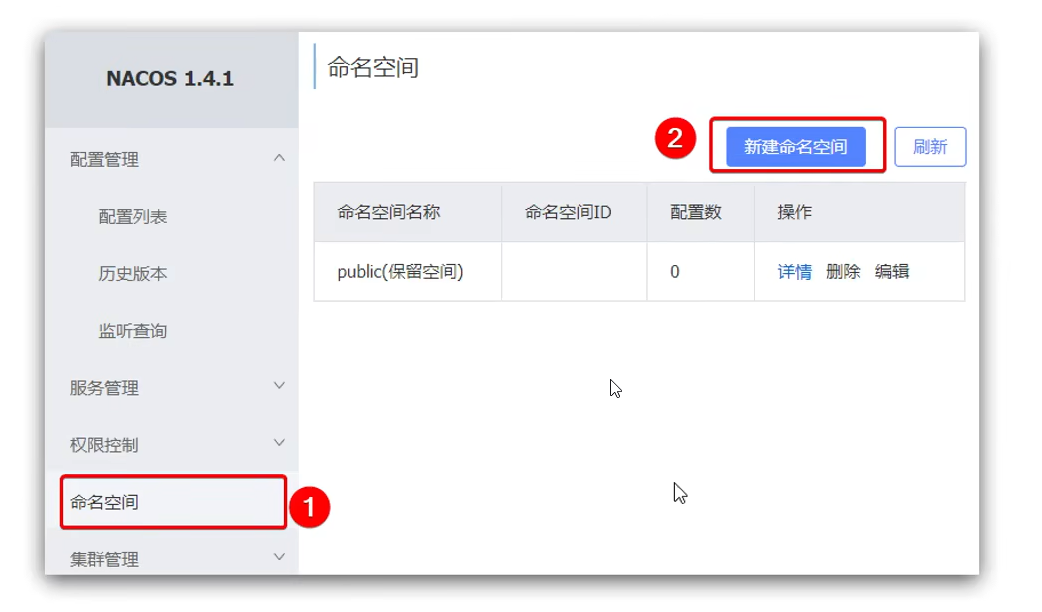 NACOS 1.4.1
配置管理
配置列表
历史版本
监听查询
服务管理
权限控制
命名空间
1
集群管理
命名空间
2
新建命名空间
刷新
命名空间名称 命名空间ID 配置数 操作
public(保留空间) 0 详情 删除 编辑